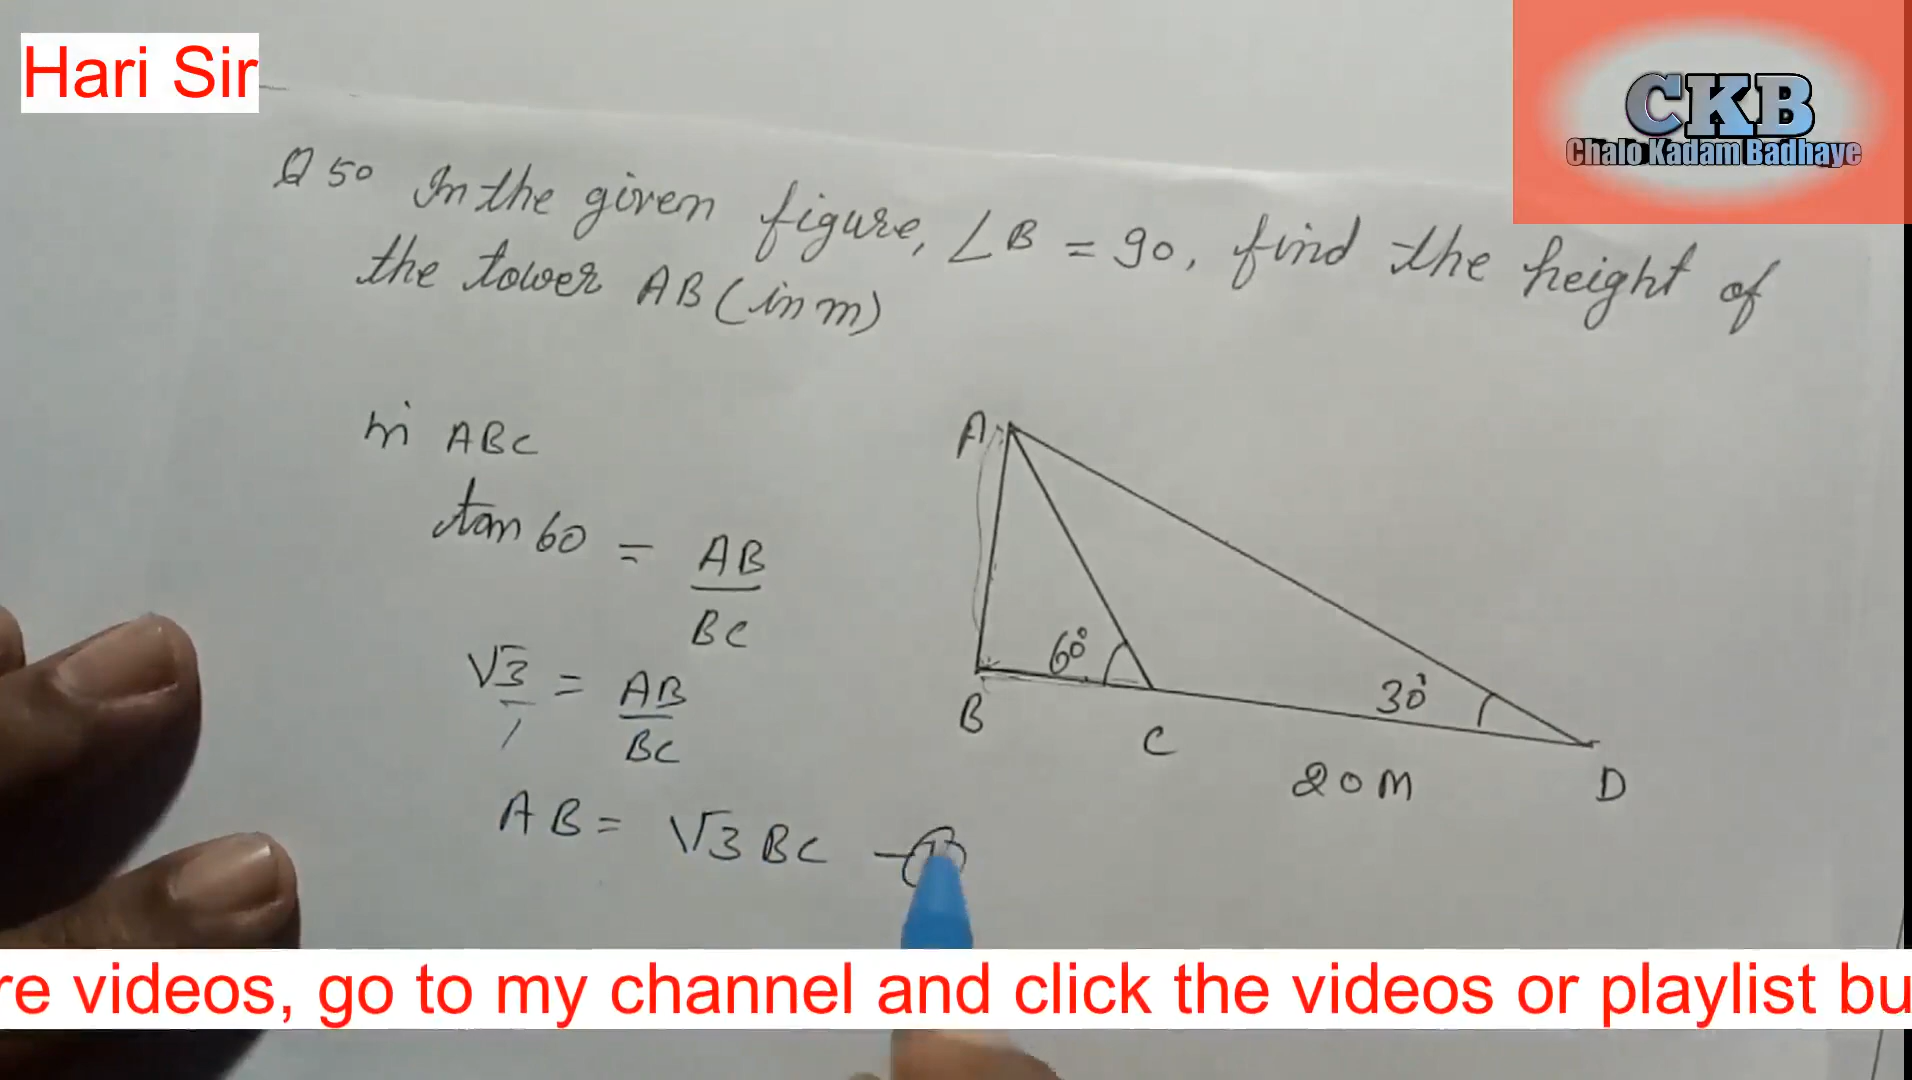 Hari Sir
CKB
Chalo Kadam Badhaye
Q 50 In the given figure, ∠B = 90, find the height of
the tower AB (in m)
In ABC
tan 60 = AB/BC
√3/1 = AB/BC
AB = √3 BC —
A
B
60°
C
30°
20 M
D
re videos, go to my channel and click the videos or playlist bu